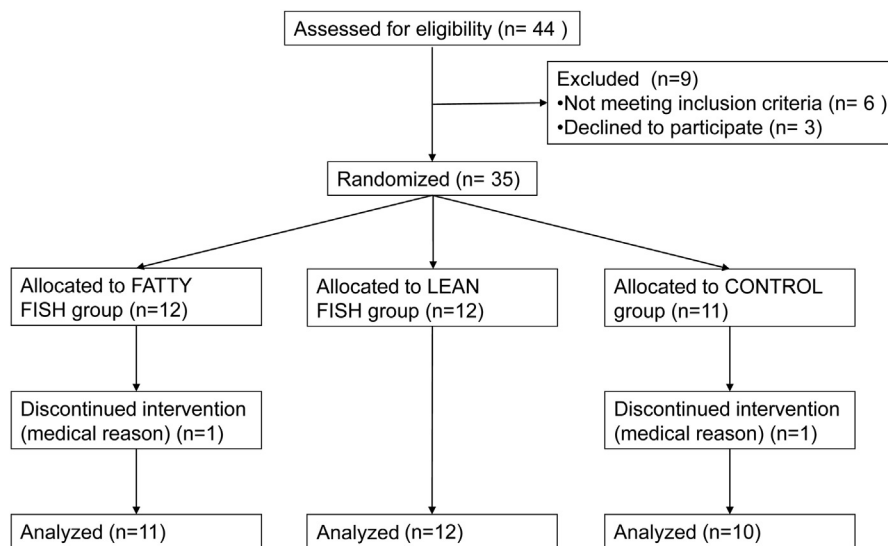 Assessed for eligibility (n= 44 )
Excluded  (n=9)
•Not meeting inclusion criteria (n= 6 )
•Declined to participate (n= 3)
Randomized (n= 35)
Allocated to FATTY
FISH group (n=12)
Allocated to LEAN
FISH group (n=12)
Allocated to CONTROL
group (n=11)
Discontinued intervention
(medical reason) (n=1)
Discontinued intervention
(medical reason) (n=1)
Analyzed (n=11)
Analyzed (n=12)
Analyzed (n=10)